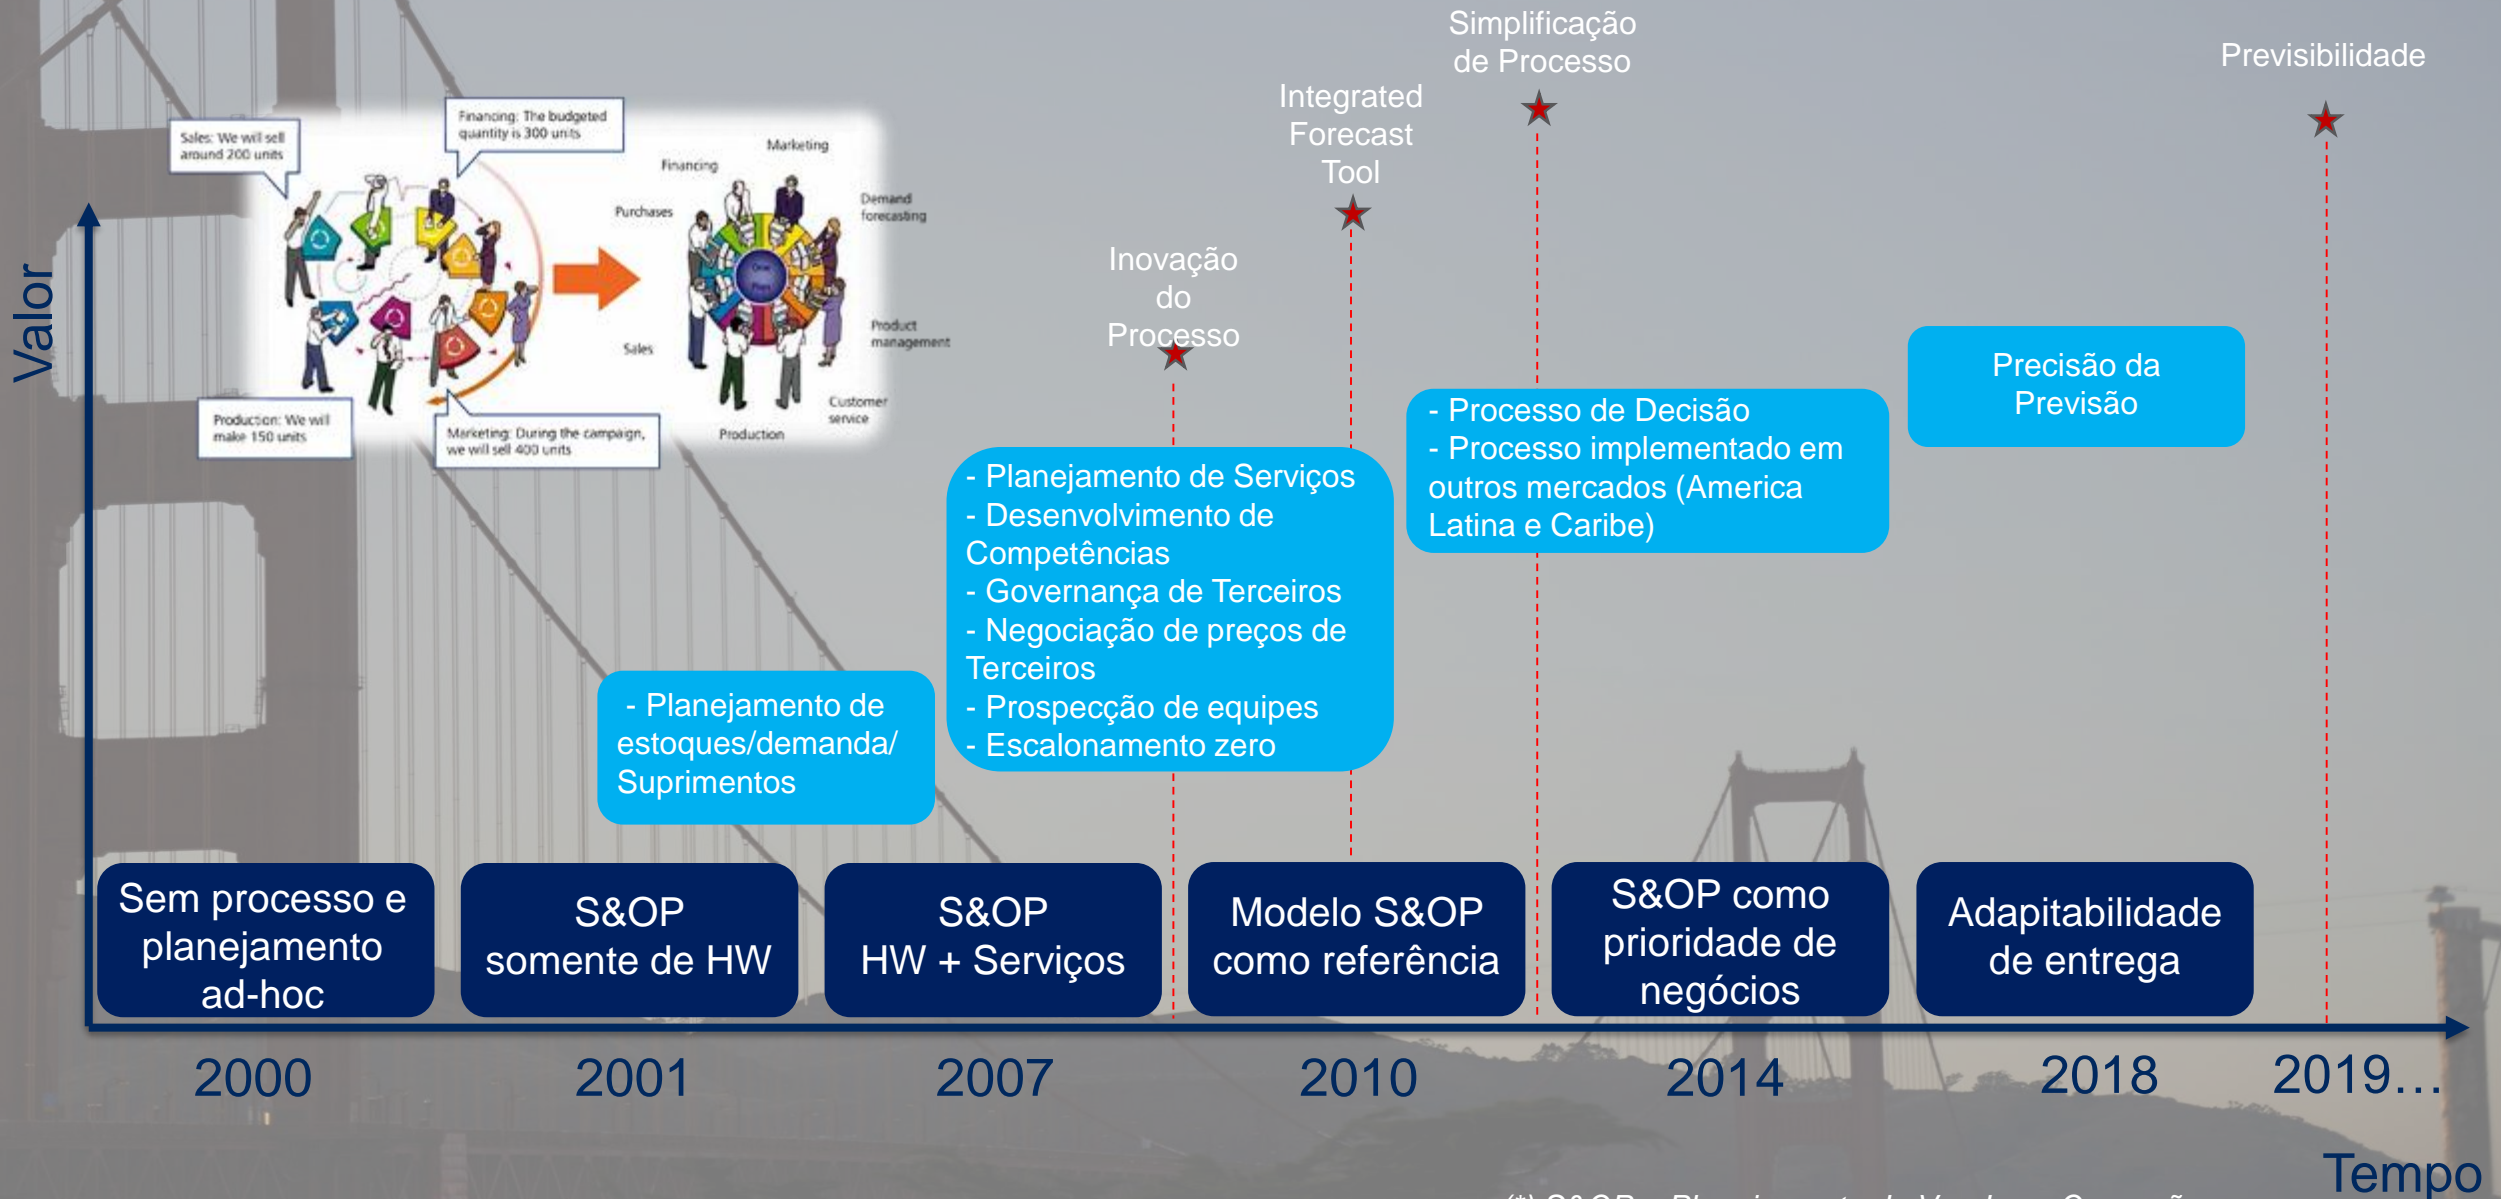 Simplificação
de Processo
Previsibilidade
Integrated
Forecast
Tool
Inovação
do
Processo
Valor
Sales: We will sell
around 200 units
Financing: The budgeted
quantity is 300 units
Production: We will
make 150 units
Marketing: During the campaign,
we will sell 400 units
Financing
Marketing
Purchases
Demand
forecasting
Sales
Product
management
Production
Customer
service
- Planejamento de
estoques/demanda/
Suprimentos
- Planejamento de Serviços
- Desenvolvimento de
Competências
- Governança de Terceiros
- Negociação de preços de
Terceiros
- Prospecção de equipes
- Escalonamento zero
- Processo de Decisão
- Processo implementado em
outros mercados (America
Latina e Caribe)
Precisão da
Previsão
Sem processo e
planejamento
ad-hoc
S&OP
somente de HW
S&OP
HW + Serviços
Modelo S&OP
como referência
S&OP como
prioridade de
negócios
Adapitabilidade
de entrega
2000
2001
2007
2010
2014
2018
2019…
Tempo